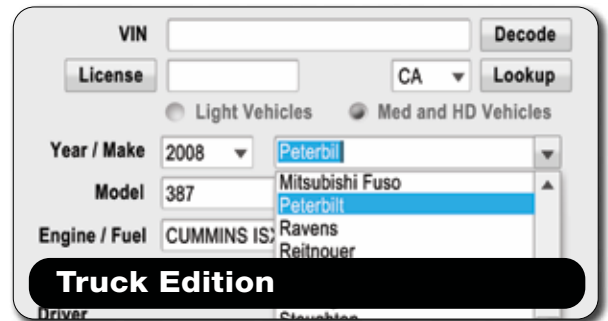 VIN Decode
License CA Lookup
Light Vehicles Med and HD Vehicles
Year / Make 2008 Peterbil
Model 387 Mitsubishi Fuso
Peterbilt
Engine / Fuel CUMMINS ISX Ravens
Reitnouer
Truck Edition
Driver Stoughton